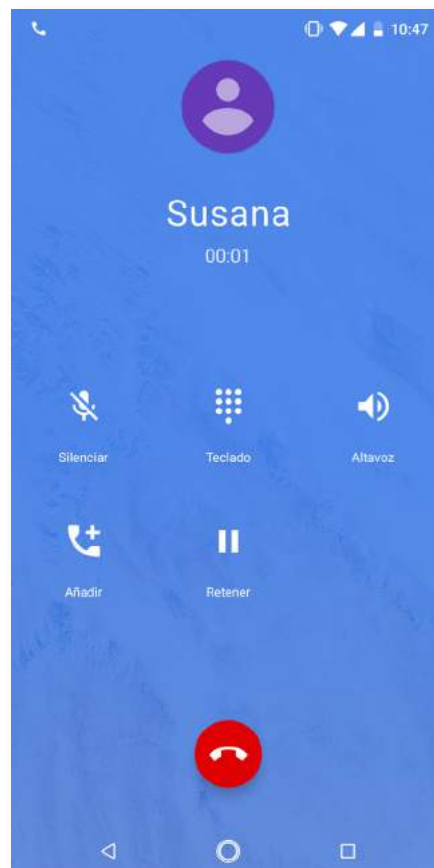 10:47
Susana
00:01
Silenciar
Teclado
Altavoz
Añadir
Retener